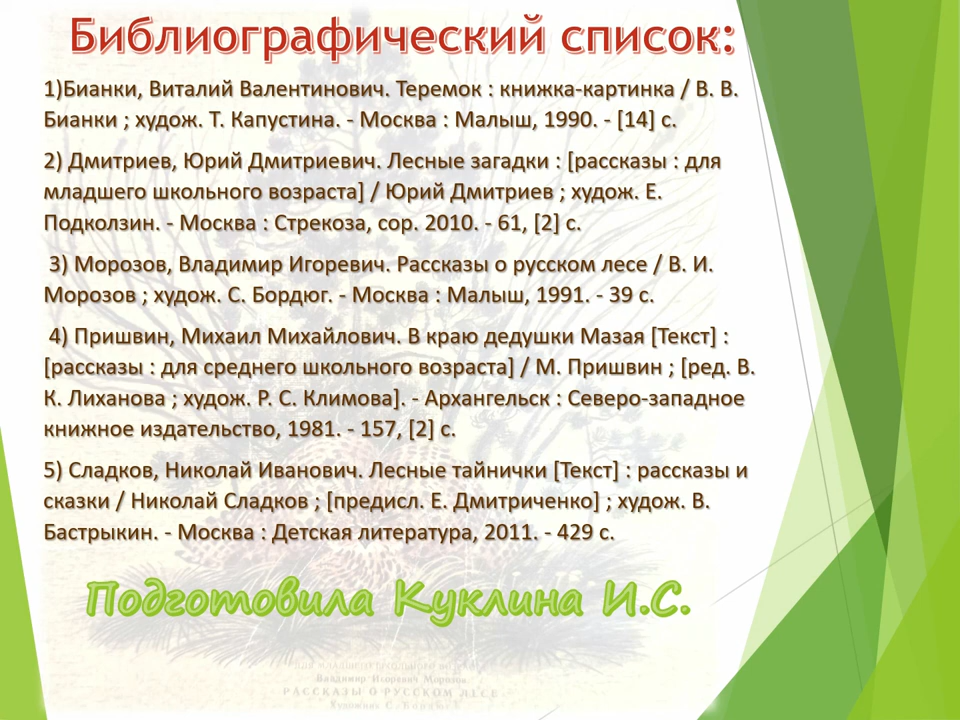 Библиографический список:
1)Бианки, Виталий Валентинович. Теремок : книжка-картинка / В. В.
Бианки ; худож. Т. Капустина. - Москва : Малыш, 1990. - [14] с.
2) Дмитриев, Юрий Дмитриевич. Лесные загадки : [рассказы : для
младшего школьного возраста] / Юрий Дмитриев ; худож. Е.
Подколзин. - Москва : Стрекоза, сор. 2010. - 61, [2] с.
3) Морозов, Владимир Игоревич. Рассказы о русском лесе / В. И.
Морозов ; худож. С. Бордюг. - Москва : Малыш, 1991. - 39 с.
4) Пришвин, Михаил Михайлович. В краю дедушки Мазая [Текст] :
[рассказы : для среднего школьного возраста] / М. Пришвин ; [ред. В.
К. Лиханова ; худож. Р. С. Климова]. - Архангельск : Северо-западное
книжное издательство, 1981. - 157, [2] с.
5) Сладков, Николай Иванович. Лесные тайнички [Текст] : рассказы и
сказки / Николай Сладков ; [предисл. Е. Дмитриченко] ; худож. В.
Бастрыкин. - Москва : Детская литература, 2011. - 429 с.
Подготовила Куклина И.С.
Владимир Игоревич Морозов
РАССКАЗЫ О РУССКОМ ЛЕСЕ